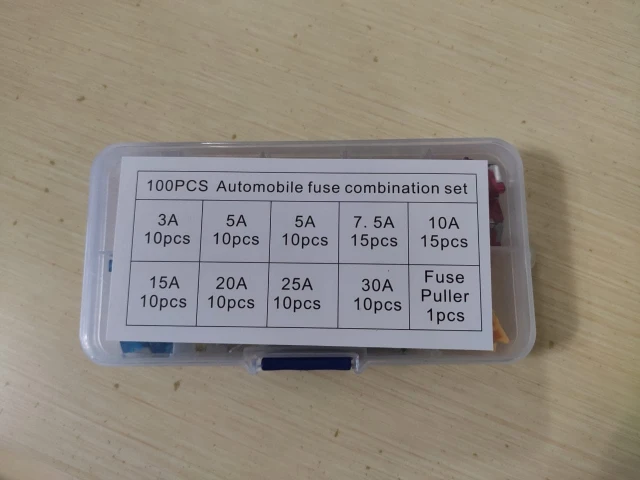 100PCS Automobile fuse combination set
3A 5A 5A 7.5A 10A
10pcs 10pcs 10pcs 15pcs 15pcs
15A 20A 25A 30A Fuse Puller
10pcs 10pcs 10pcs 10pcs 1pcs